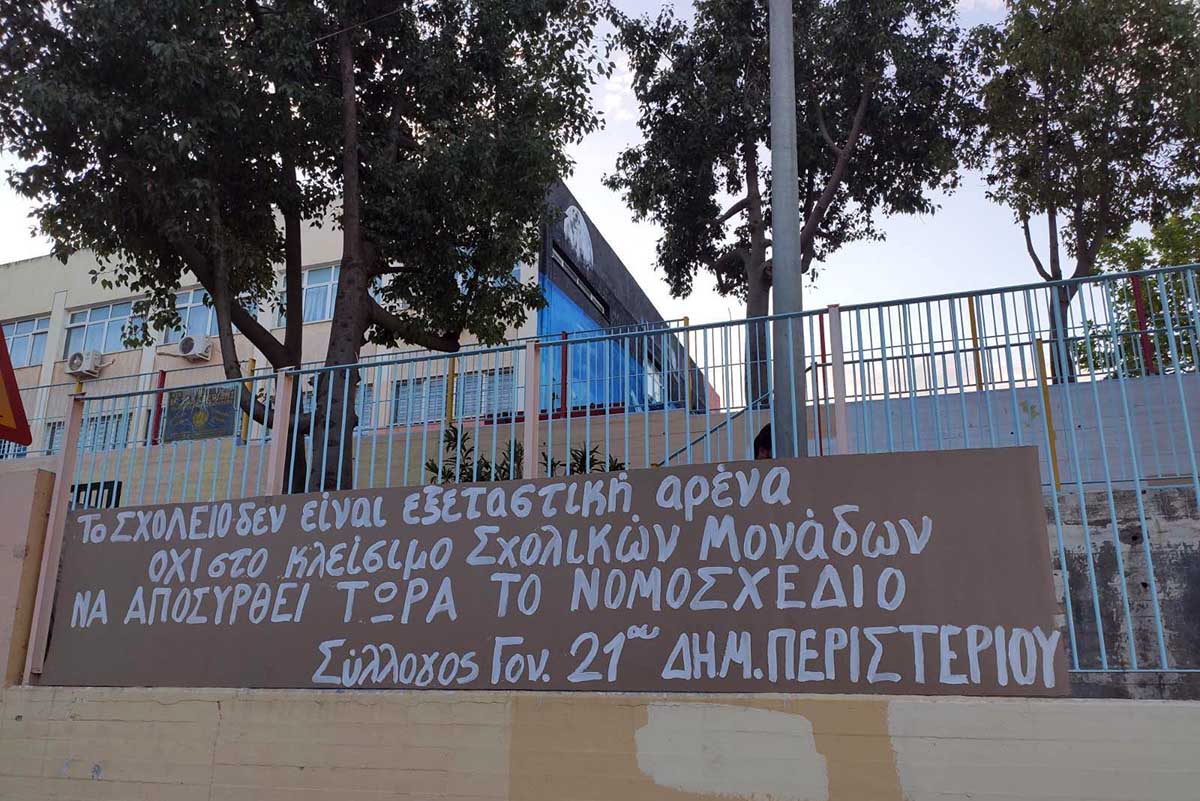 Το ΣΧΟΛΕΙΟ δεν είναι εξεταστική αρένα
ΟΧΙ στο κλείσιμο Σχολικών Μονάδων
ΝΑ ΑΠΟΣΥΡΘΕΙ ΤΩΡΑ ΤΟ ΝΟΜΟΣΧΕΔΙΟ
Σύλλογος Γον. 21ου ΔΗΜ. ΠΕΡΙΣΤΕΡΙΟΥ